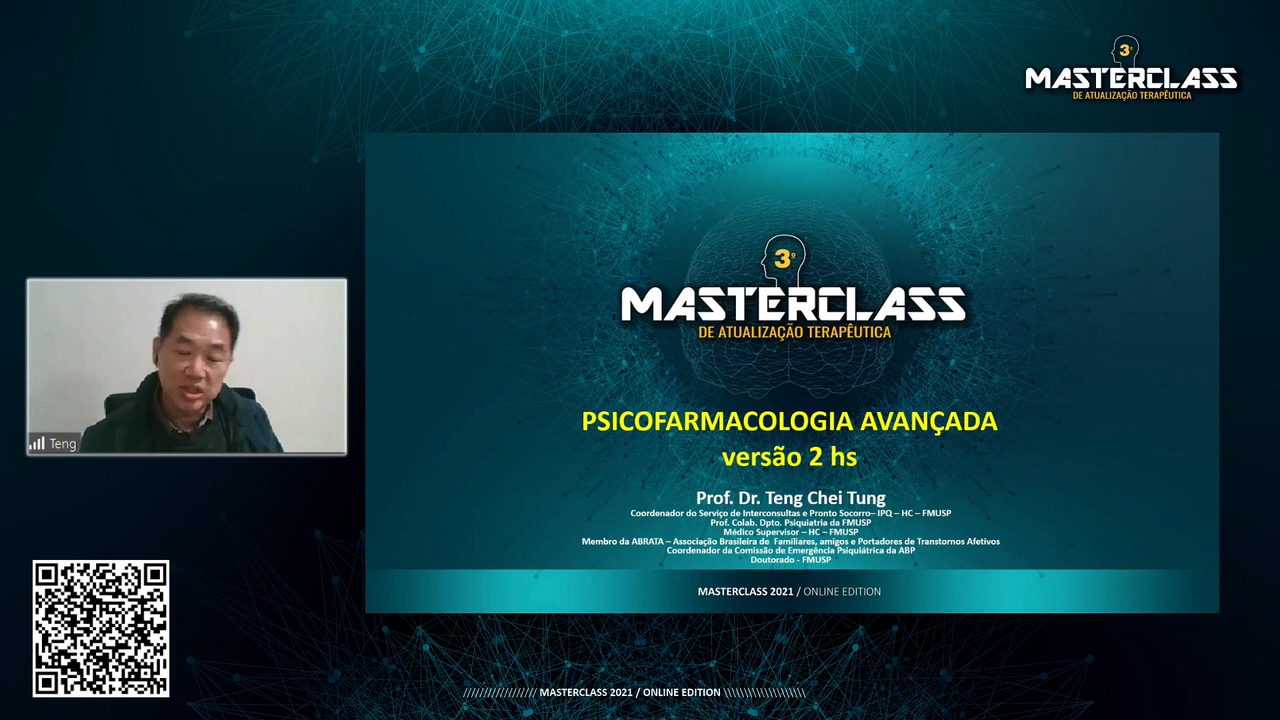 3º
MASTERCLASS
DE ATUALIZAÇÃO TERAPÊUTICA
3º
MASTERCLASS
DE ATUALIZAÇÃO TERAPÊUTICA
PSICOFARMACOLOGIA AVANÇADA
versão 2 hs
Prof. Dr. Teng Chei Tung
Coordenador do Serviço de Interconsultas e Pronto Socorro– IPQ – HC – FMUSP
Prof. Colab. Dpto. Psiquiatria da FMUSP
Médico Supervisor – HC – FMUSP
Membro da ABRATA – Associação Brasileira de Familiares, amigos e Portadores de Transtornos Afetivos
Coordenador da Comissão de Emergência Psiquiátrica da ABP
Doutorado - FMUSP
MASTERCLASS 2021 / ONLINE EDITION
Teng
////////////////// MASTERCLASS 2021 / ONLINE EDITION \\\\\\\\\\\\\\\\\\\\